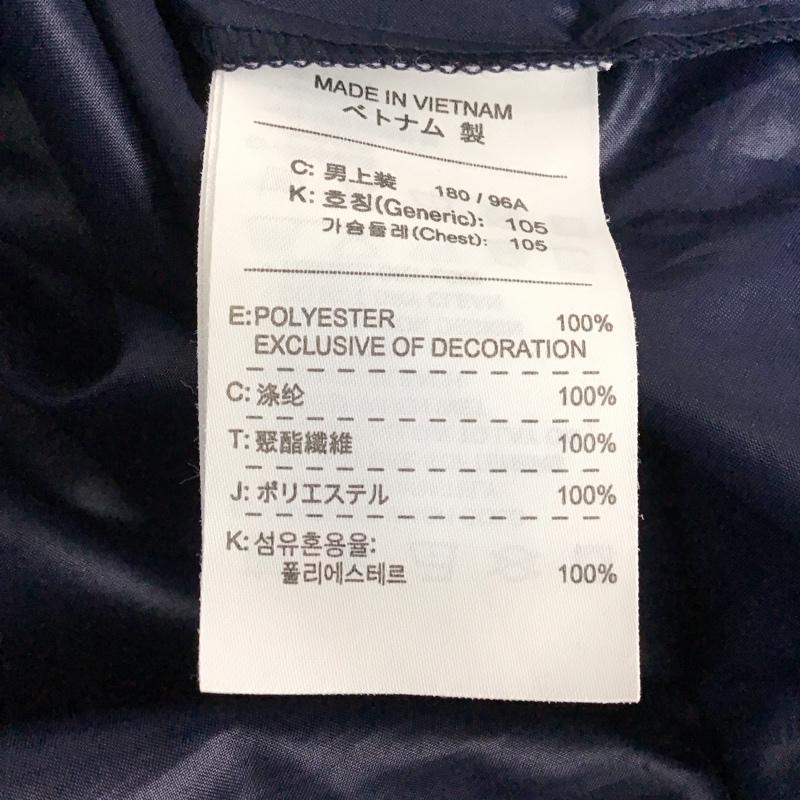 MADE IN VIETNAM
ベトナム 製
C: 男上装 180 / 96A
K: 호칭(Generic): 105
가슴둘레(Chest): 105
E:POLYESTER 100%
EXCLUSIVE OF DECORATION
C: 涤纶 100%
T: 聚酯纖維 100%
J: ポリエステル 100%
K: 섬유혼용율:
폴리에스테르 100%